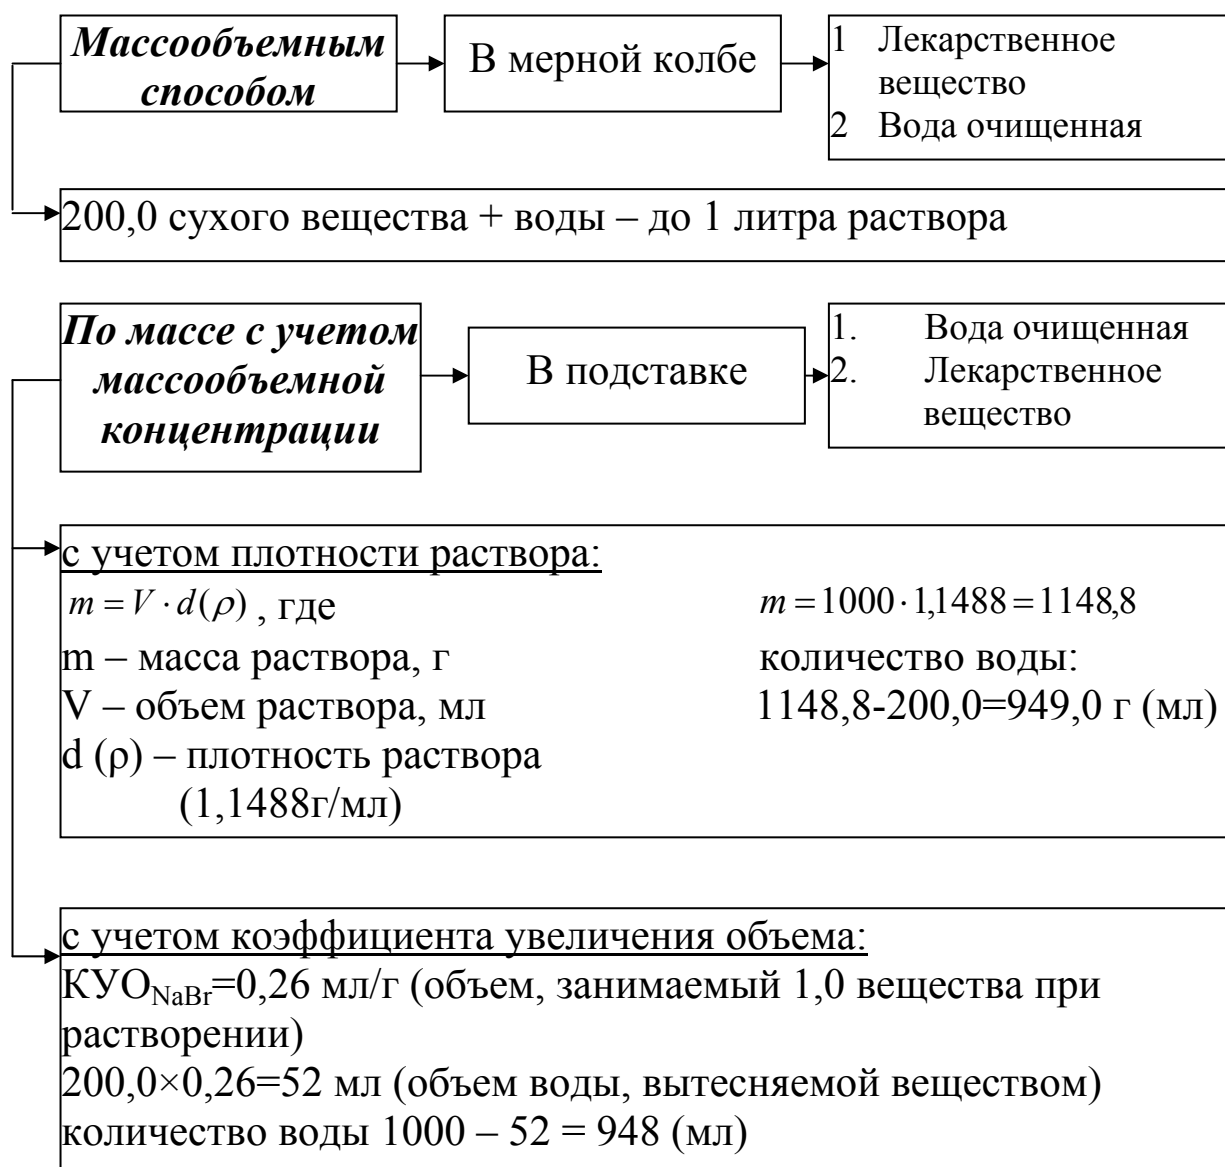 Массообъемным
способом
В мерной колбе
1 Лекарственное
вещество
2 Вода очищенная
200,0 сухого вещества + воды – до 1 литра раствора
По массе с учетом
массообъемной
концентрации
В подставке
1. Вода очищенная
2. Лекарственное
вещество
с учетом плотности раствора:
m = V · d(ρ) , где
m – масса раствора, г
V – объем раствора, мл
d (ρ) – плотность раствора
(1,1488г/мл)
m = 1000 · 1,1488 = 1148,8
количество воды:
1148,8-200,0=949,0 г (мл)
с учетом коэффициента увеличения объема:
КУО_NaBr=0,26 мл/г (объем, занимаемый 1,0 вещества при
растворении)
200,0×0,26=52 мл (объем воды, вытесняемой веществом)
количество воды 1000 – 52 = 948 (мл)